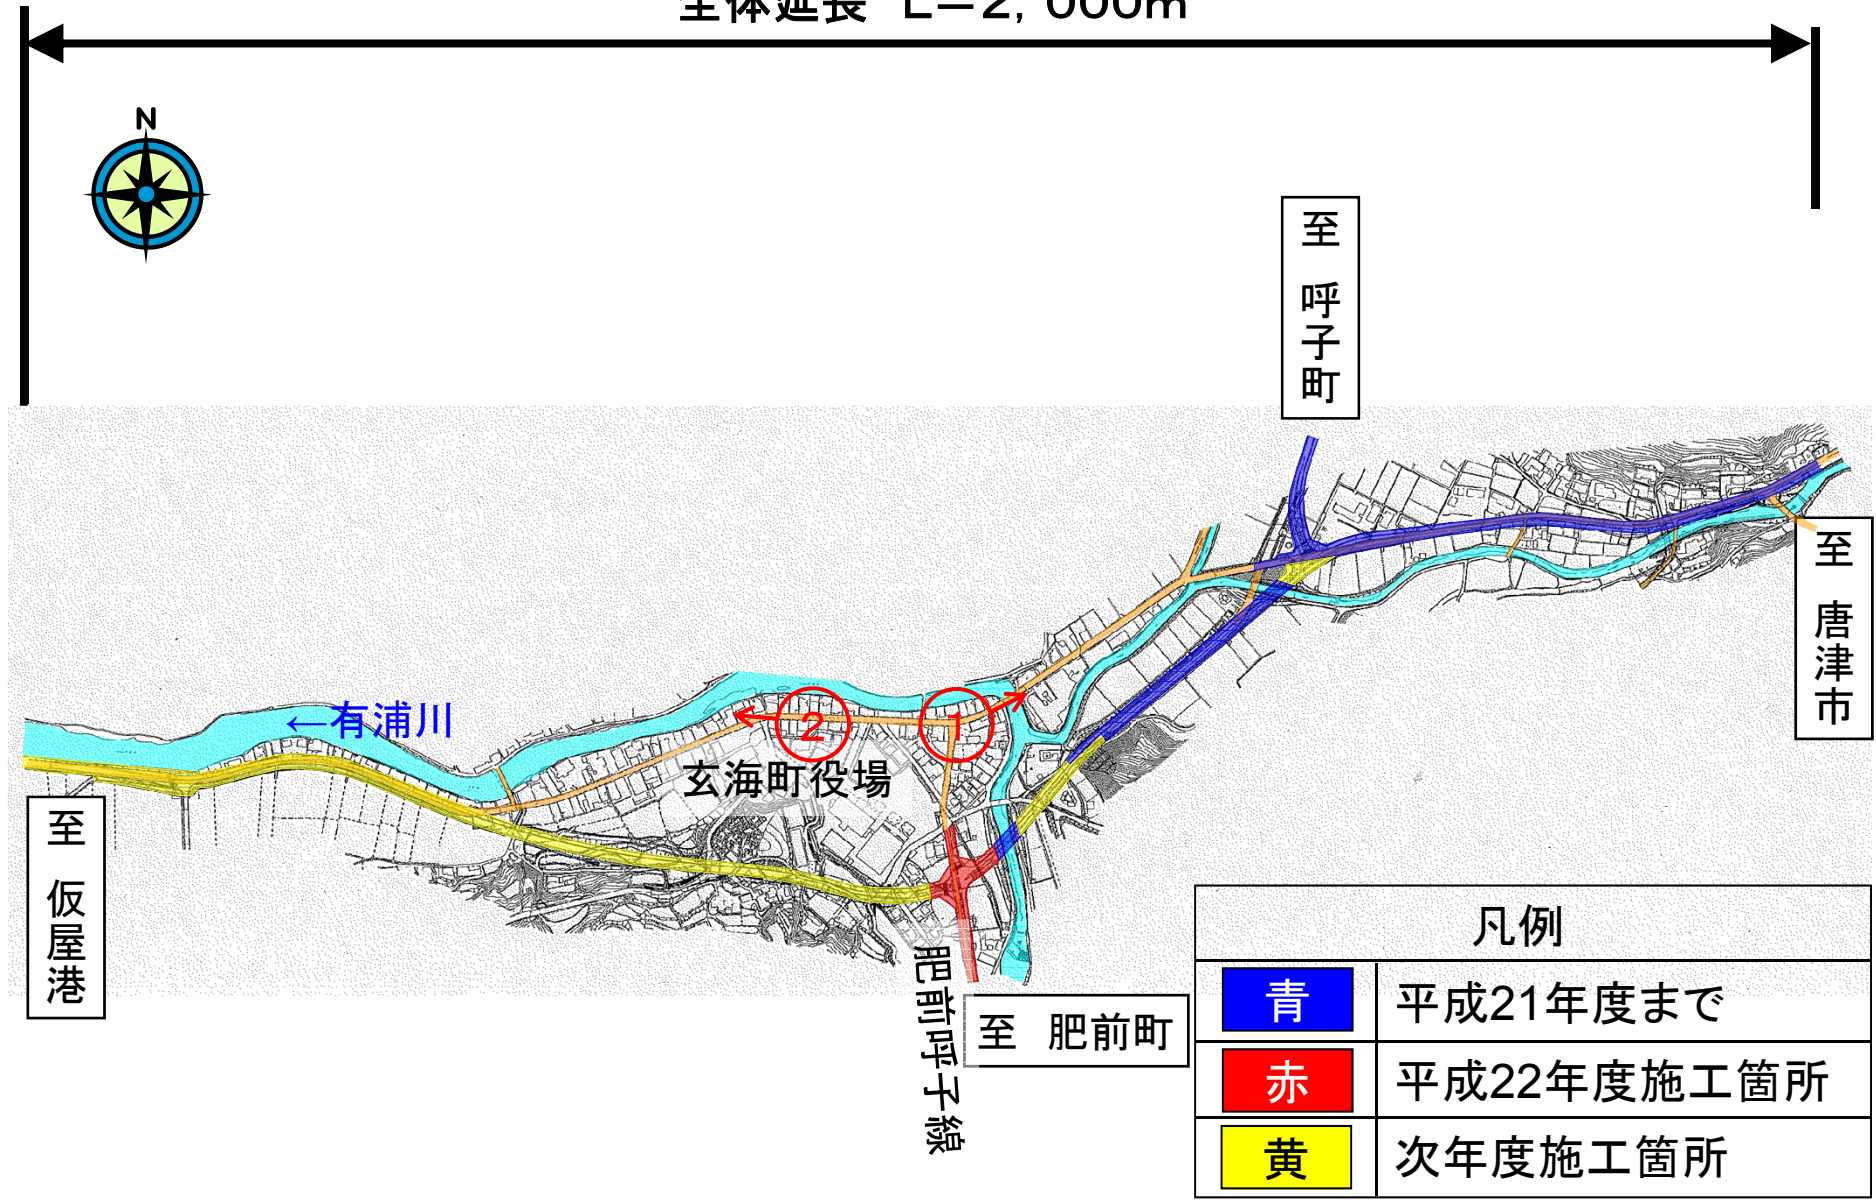 全体延長 L=2,000m
N
至 呼子町
至 唐津市
←有浦川
② ①
玄海町役場
至 仮屋港
肥前呼子線
至 肥前町
凡例
青 平成21年度まで
赤 平成22年度施工箇所
黄 次年度施工箇所